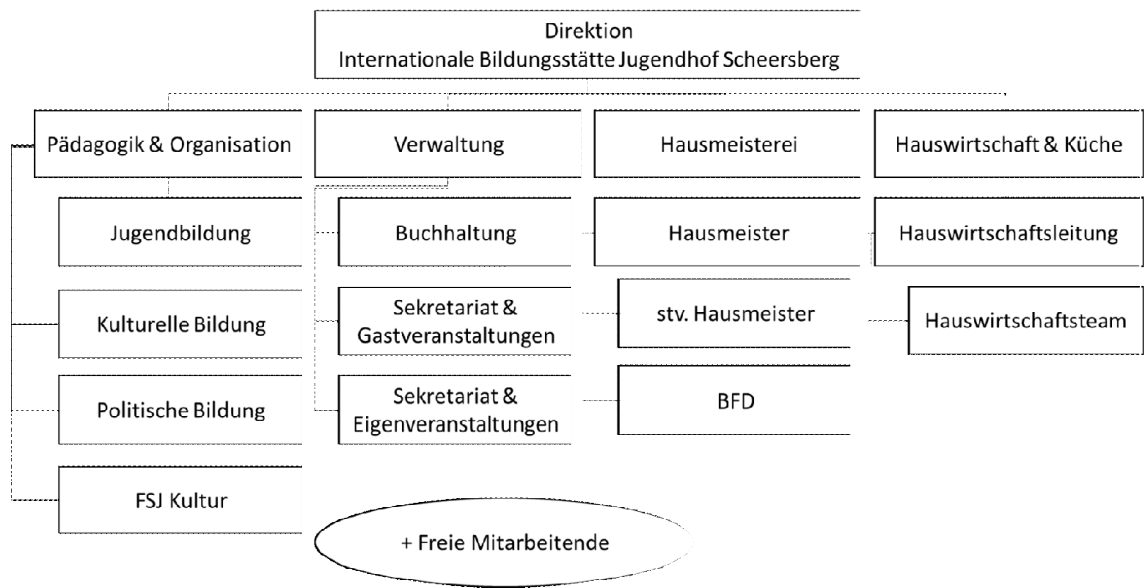 Direktion
Internationale Bildungsstätte Jugendhof Scheersberg
Pädagogik & Organisation
Verwaltung
Hausmeisterei
Hauswirtschaft & Küche
Jugendbildung
Buchhaltung
Hausmeister
Hauswirtschaftsleitung
Kulturelle Bildung
Sekretariat &
Gastveranstaltungen
stv. Hausmeister
Hauswirtschaftsteam
Politische Bildung
Sekretariat &
Eigenveranstaltungen
BFD
FSJ Kultur
+ Freie Mitarbeitende